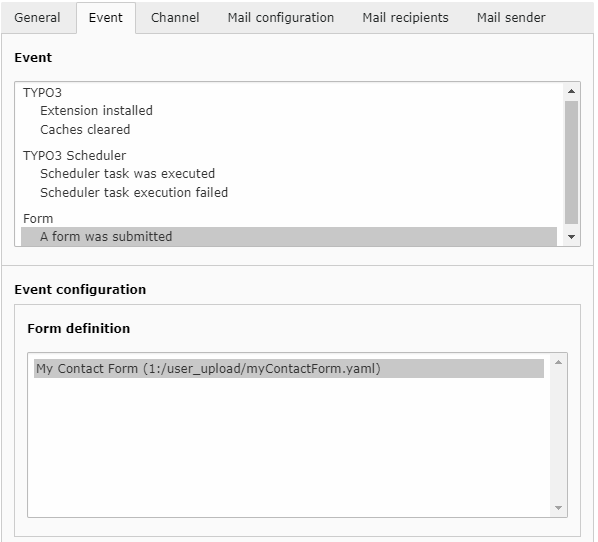 General Event Channel Mail configuration Mail recipients Mail sender
Event
TYPO3
Extension installed
Caches cleared
TYPO3 Scheduler
Scheduler task was executed
Scheduler task execution failed
Form
A form was submitted
Event configuration
Form definition
My Contact Form (1:/user_upload/myContactForm.yaml)